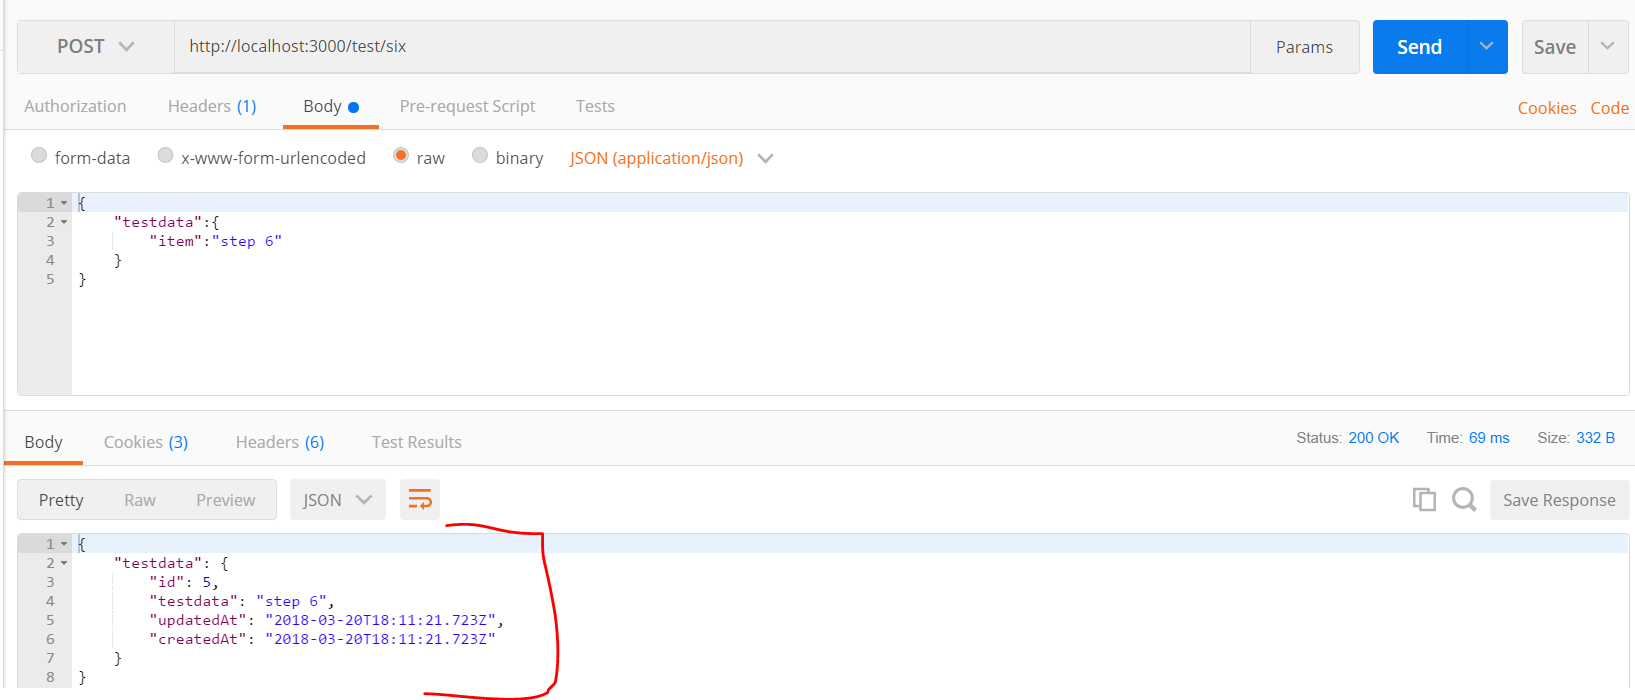 POST http://localhost:3000/test/six Params Send Save
Authorization Headers (1) Body Pre-request Script Tests Cookies Code
form-data x-www-form-urlencoded raw binary JSON (application/json)
1 {
2 "testdata":{
3 "item":"step 6"
4 }
5 }
Body Cookies (3) Headers (6) Test Results Status: 200 OK Time: 69 ms Size: 332 B
Pretty Raw Preview JSON Save Response
1 {
2 "testdata": {
3 "id": 5,
4 "testdata": "step 6",
5 "updatedAt": "2018-03-20T18:11:21.723Z",
6 "createdAt": "2018-03-20T18:11:21.723Z"
7 }
8 }